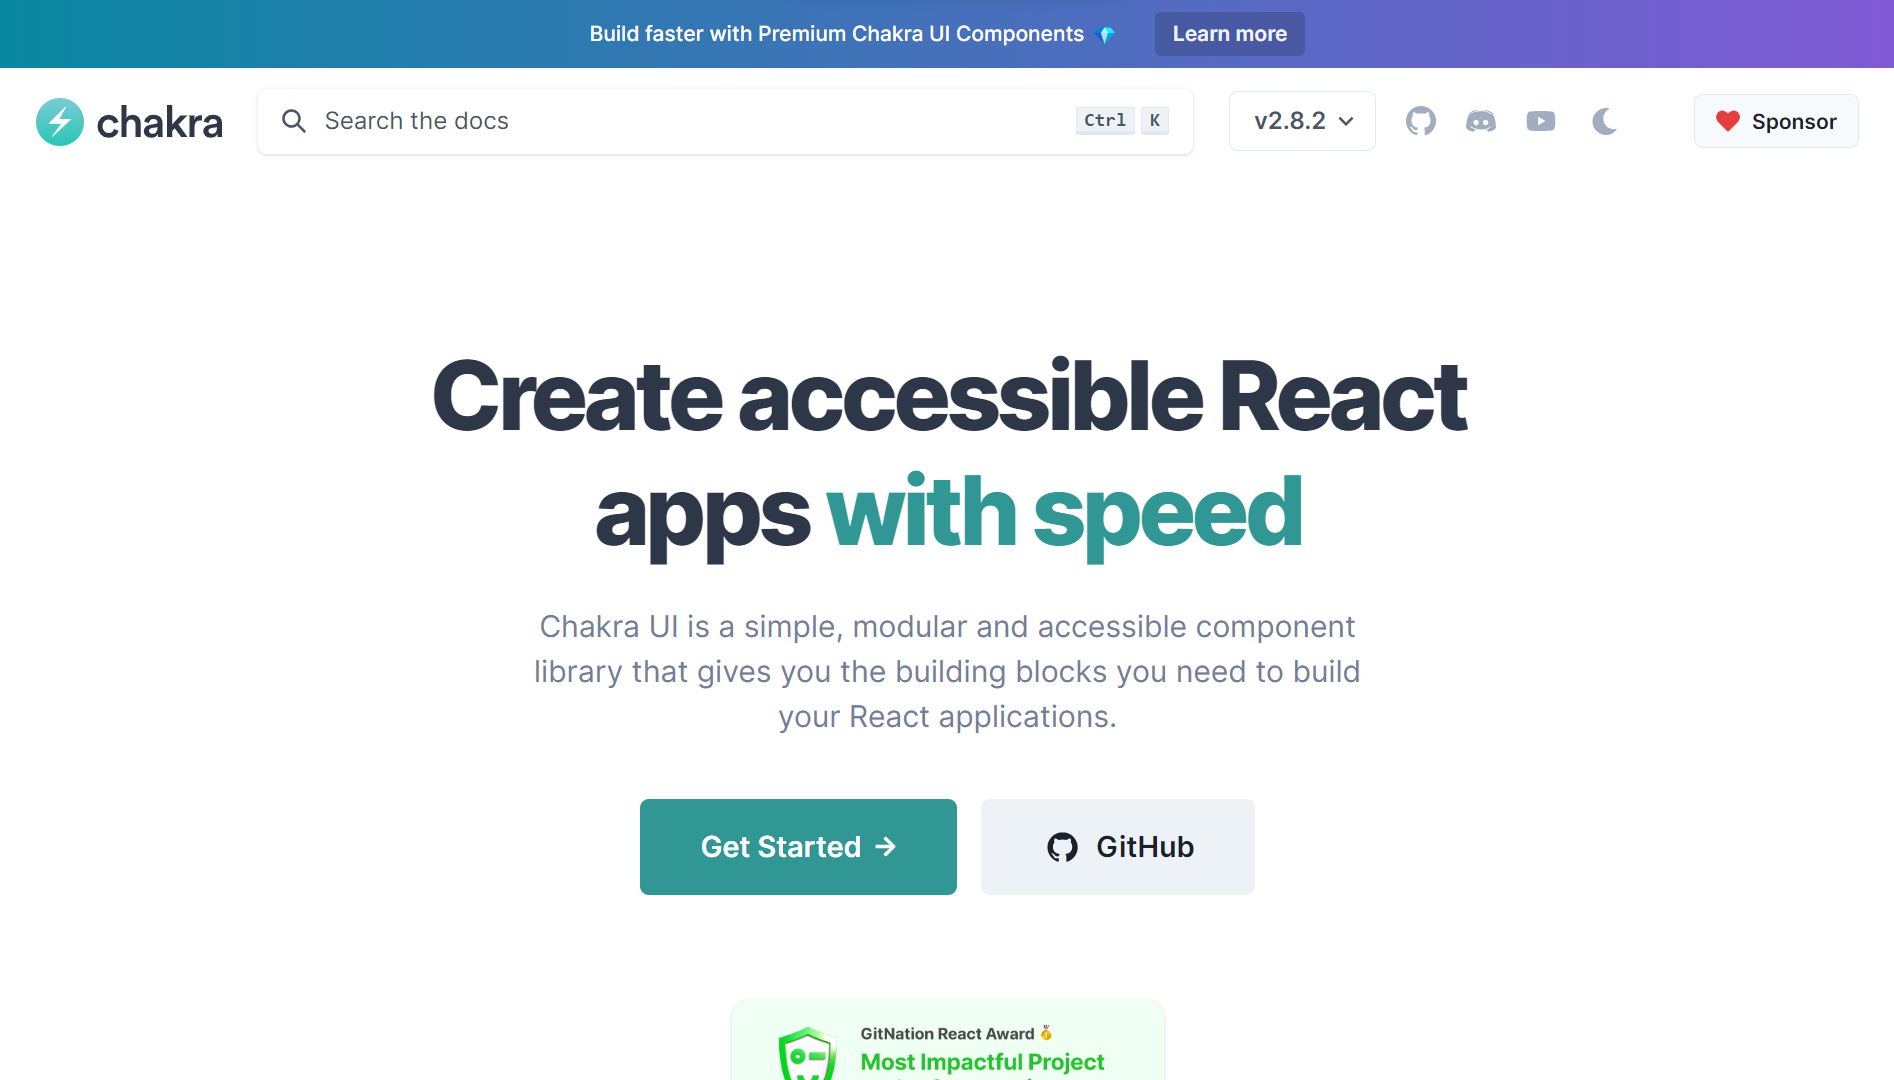 Build faster with Premium Chakra UI Components 💎 Learn more
chakra
Search the docs
Ctrl K
v2.8.2
Sponsor
Create accessible React
apps with speed
Chakra UI is a simple, modular and accessible component
library that gives you the building blocks you need to build
your React applications.
Get Started →
GitHub
GitNation React Award 🏅
Most Impactful Project